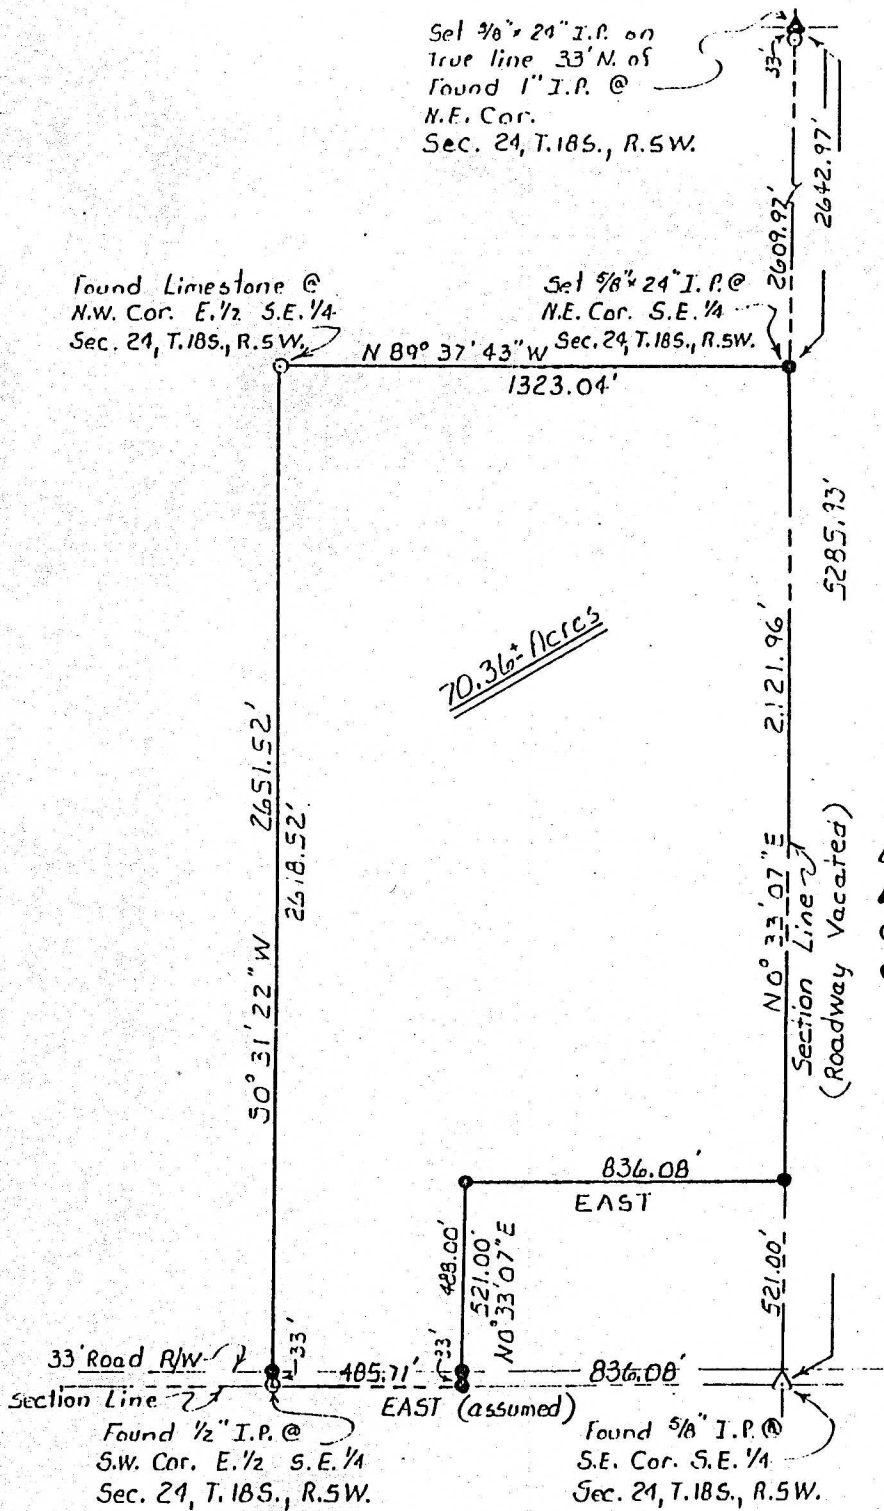 Set 5/8"x 24" I.P. on
True line 33' N. of
Found 1" I.P. @
N.E. Cor.
Sec. 24, T.18S., R.5W.
33'
2609.97'
2642.97'
Found Limestone @
N.W. Cor. E.1/2 S.E.1/4
Sec. 24, T.18S., R.5W.
Set 5/8"x 24" I.P. @
N.E. Cor. S.E. 1/4
Sec. 24, T.18S., R.5W.
N 89° 37' 43" W
1323.04'
5285.93'
70.36± Acres
2121.96'
2651.52'
2618.52'
S0° 31' 22" W
N0° 33' 07" E
Section Line
(Roadway Vacated)
836.08'
EAST
488.00'
521.00'
N0° 33' 07" E
521.00'
33' Road R/W
33'
485.71'
33'
836.08'
Section Line
EAST (assumed)
Found 1/2" I.P. @
S.W. Cor. E.1/2 S.E. 1/4
Sec. 24, T.18S., R.5W.
Found 5/8" I.P. @
S.E. Cor. S.E. 1/4
Sec. 24, T.18S., R.5W.